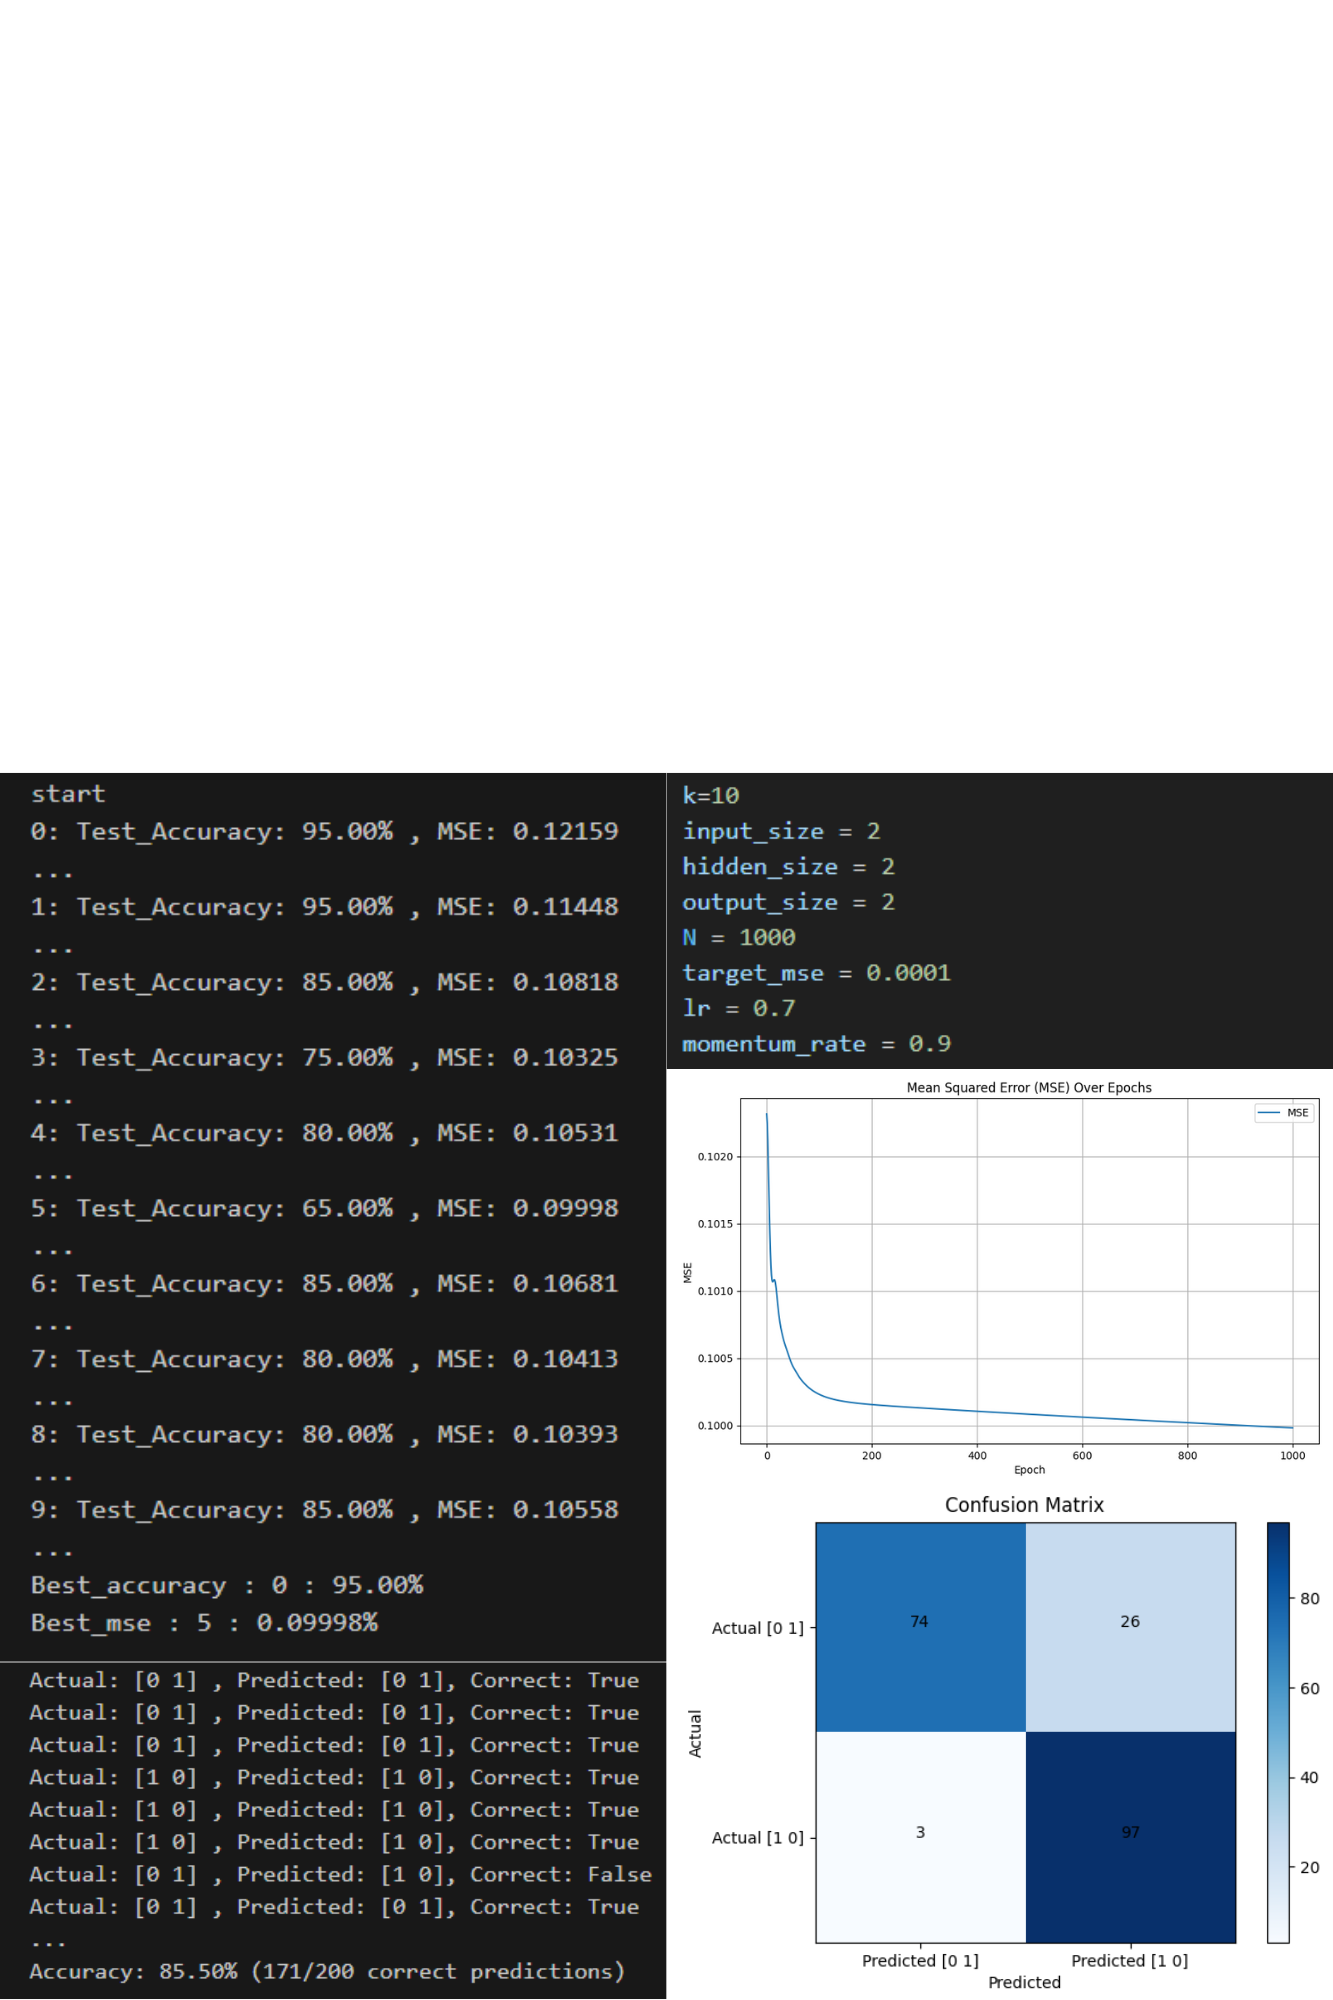 start
0: Test_Accuracy: 95.00% , MSE: 0.12159
...
1: Test_Accuracy: 95.00% , MSE: 0.11448
...
2: Test_Accuracy: 85.00% , MSE: 0.10818
...
3: Test_Accuracy: 75.00% , MSE: 0.10325
...
4: Test_Accuracy: 80.00% , MSE: 0.10531
...
5: Test_Accuracy: 65.00% , MSE: 0.09998
...
6: Test_Accuracy: 85.00% , MSE: 0.10681
...
7: Test_Accuracy: 80.00% , MSE: 0.10413
...
8: Test_Accuracy: 80.00% , MSE: 0.10393
...
9: Test_Accuracy: 85.00% , MSE: 0.10558
...
Best_accuracy : 0 : 95.00%
Best_mse : 5 : 0.09998%
Actual: [0 1] , Predicted: [0 1], Correct: True
Actual: [0 1] , Predicted: [0 1], Correct: True
Actual: [0 1] , Predicted: [0 1], Correct: True
Actual: [1 0] , Predicted: [1 0], Correct: True
Actual: [1 0] , Predicted: [1 0], Correct: True
Actual: [1 0] , Predicted: [1 0], Correct: True
Actual: [0 1] , Predicted: [1 0], Correct: False
Actual: [0 1] , Predicted: [0 1], Correct: True
...
Accuracy: 85.50% (171/200 correct predictions)
k=10
input_size = 2
hidden_size = 2
output_size = 2
N = 1000
target_mse = 0.0001
lr = 0.7
momentum_rate = 0.9
Mean Squared Error (MSE) Over Epochs
MSE
0.1020
0.1015
0.1010
0.1005
0.1000
MSE
0 200 400 600 800 1000
Epoch
Confusion Matrix
Actual [0 1]
74 26
Actual [1 0]
3 97
Actual
Predicted [0 1] Predicted [1 0]
Predicted
80
60
40
20